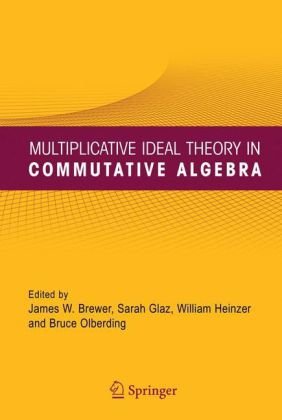 MULTIPLICATIVE IDEAL THEORY IN
COMMUTATIVE ALGEBRA
Edited by
James W. Brewer, Sarah Glaz, William Heinzer
and Bruce Olberding
Springer